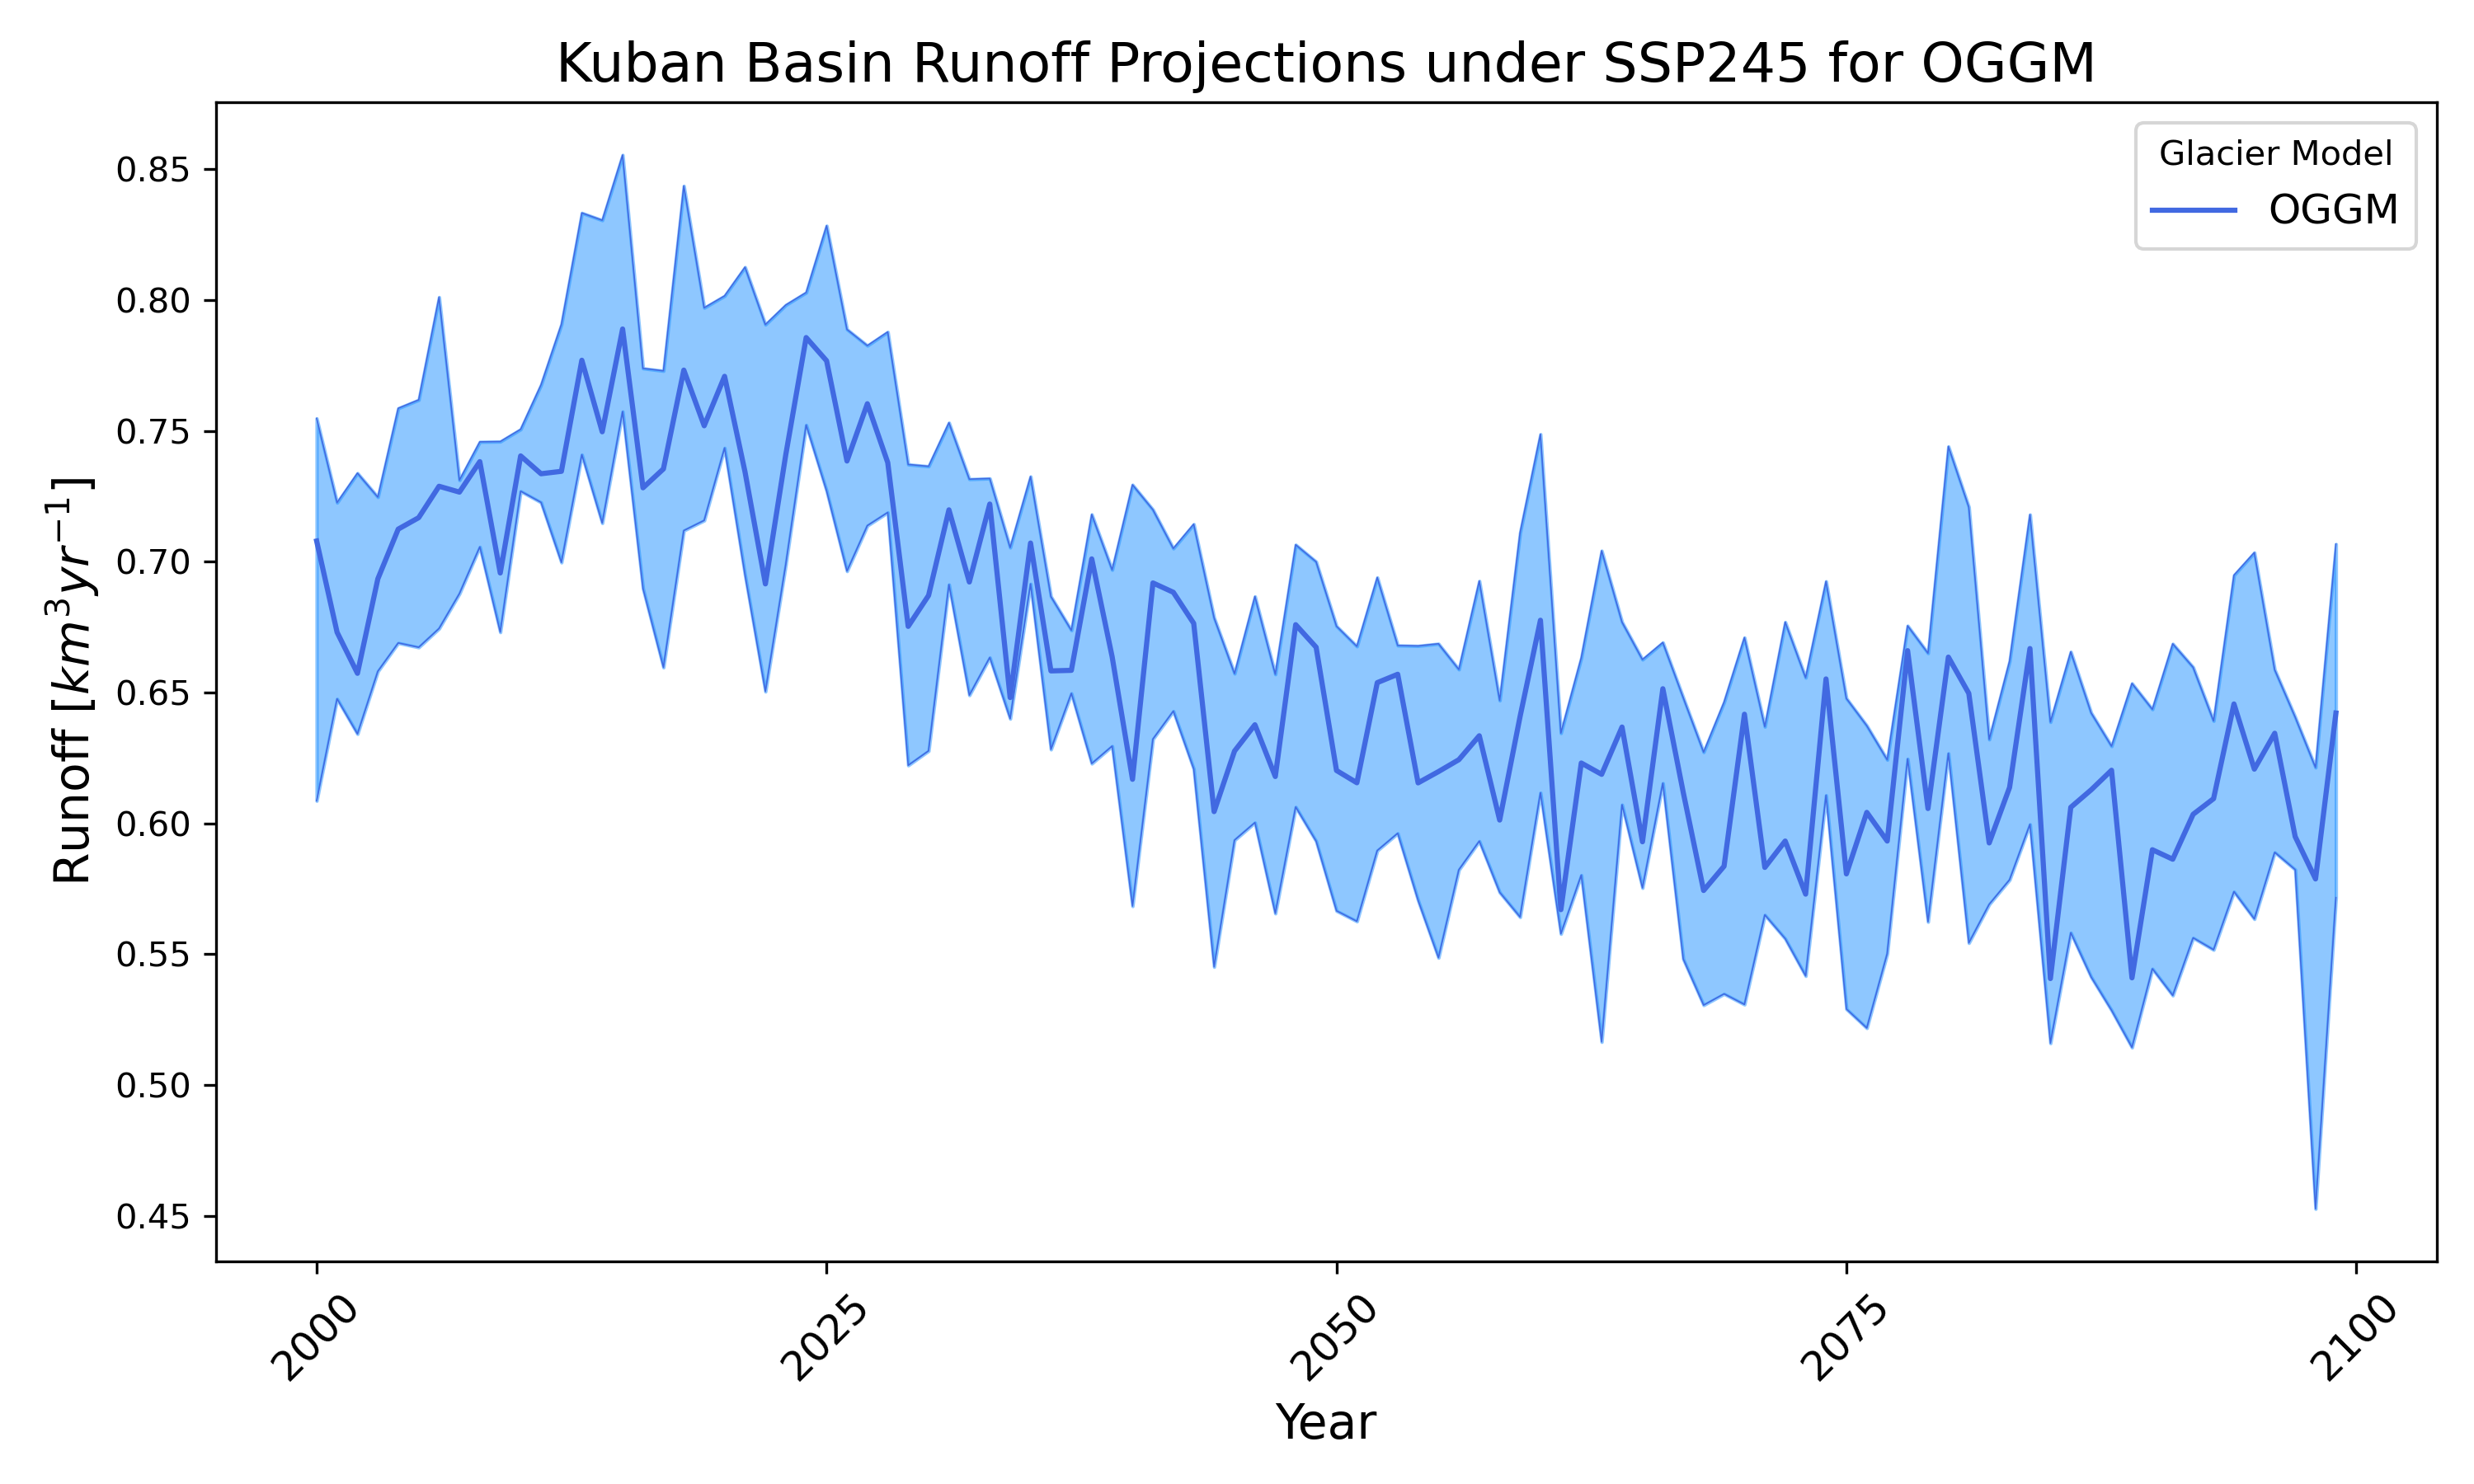 Kuban Basin Runoff Projections under SSP245 for OGGM
Glacier Model
OGGM
Runoff [km³yr⁻¹]
0.85
0.80
0.75
0.70
0.65
0.60
0.55
0.50
0.45
2000
2025
2050
2075
2100
Year